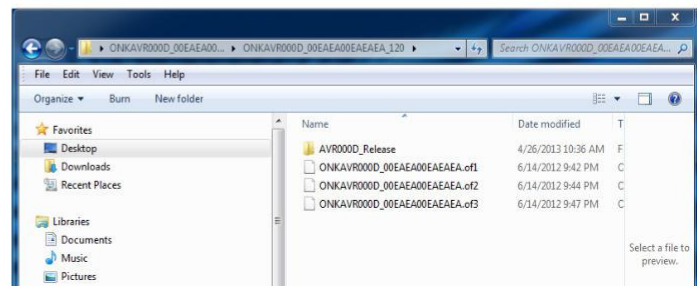 ONKAVR000D_00EAEA00... ▸ ONKAVR000D_00EAEA00EAEAEA_120 ▸
Search ONKAVR000D_00EAEA00EAEA...
File Edit View Tools Help
Organize Burn New folder
Name Date modified T
Favorites
AVR000D_Release 4/26/2013 10:36 AM F
Desktop
ONKAVR000D_00EAEA00EAEAEA.of1 6/14/2012 9:42 PM C
Downloads
ONKAVR000D_00EAEA00EAEAEA.of2 6/14/2012 9:44 PM C
Recent Places
ONKAVR000D_00EAEA00EAEAEA.of3 6/14/2012 9:47 PM C
Libraries
Documents
Music
Pictures
Select a file to
preview.